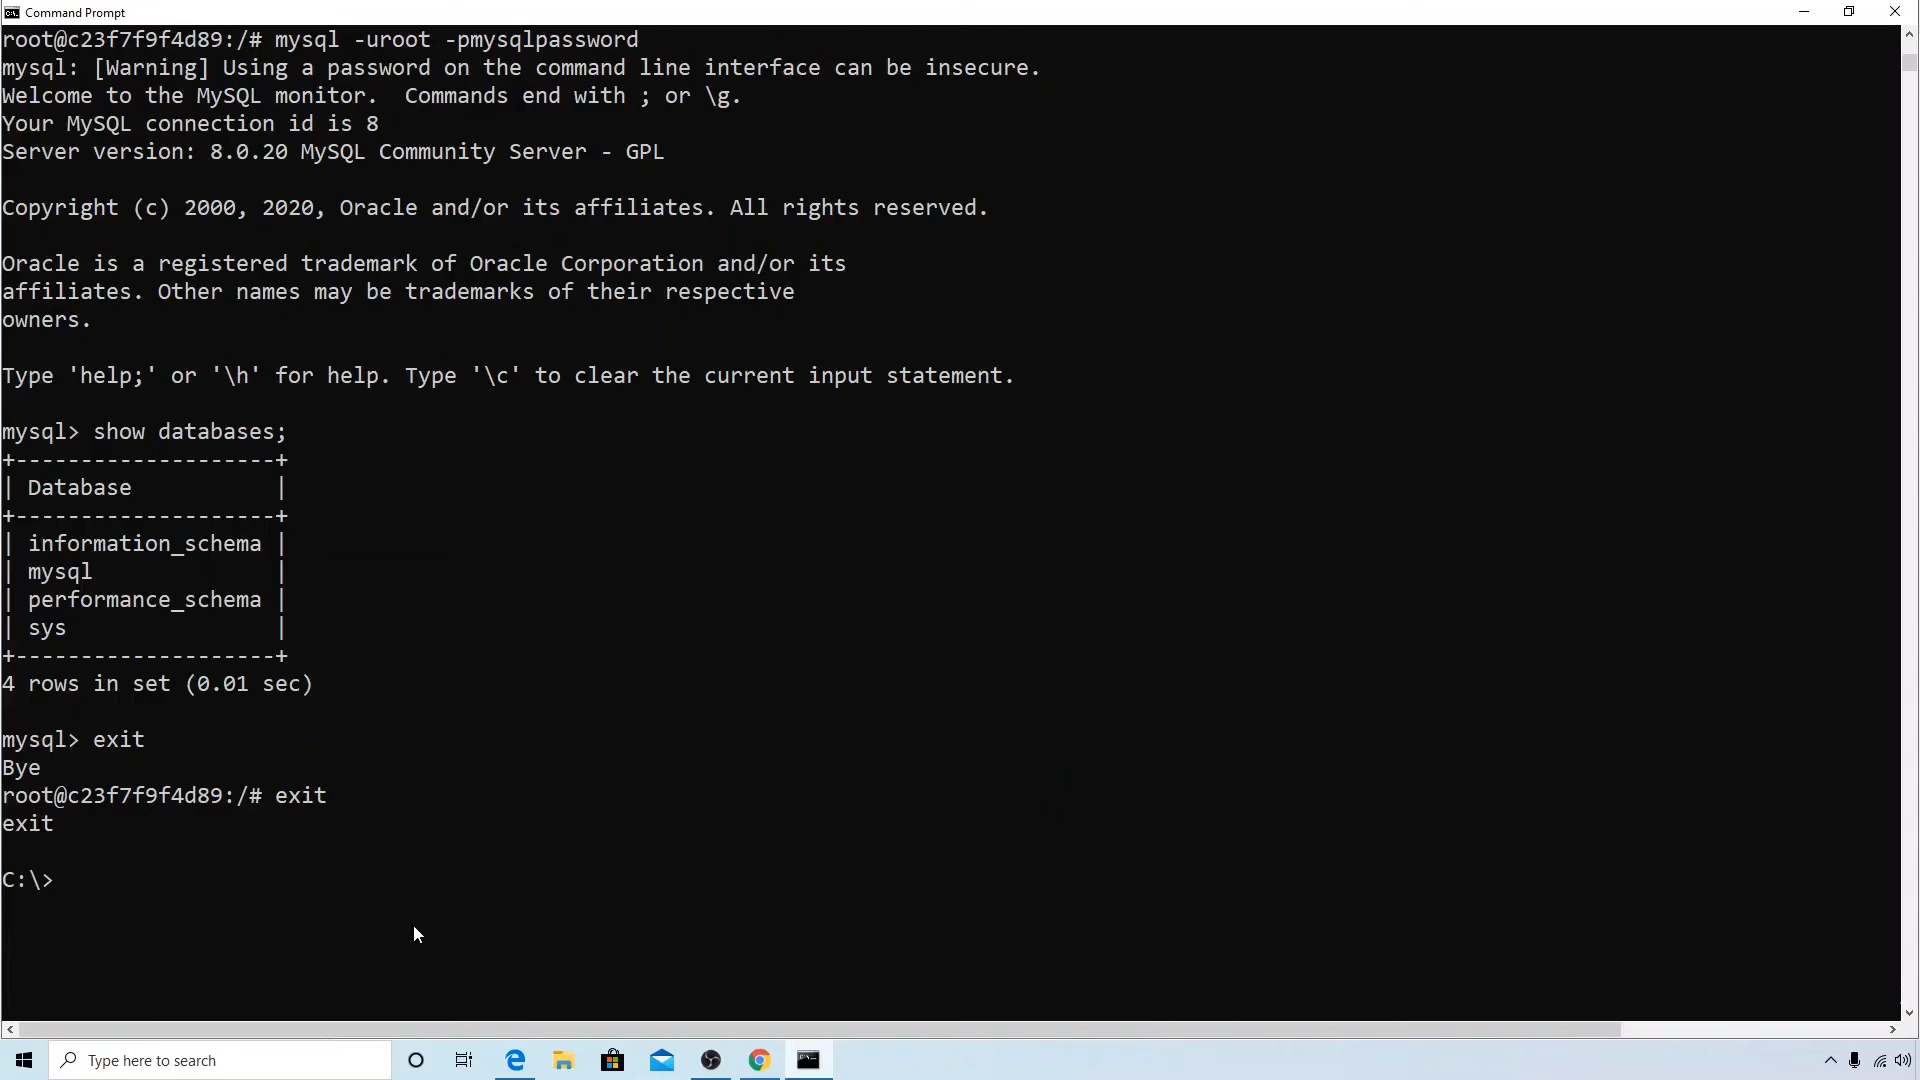 Command Prompt
root@c23f7f9f4d89:/# mysql -uroot -pmysqlpassword
mysql: [Warning] Using a password on the command line interface can be insecure.
Welcome to the MySQL monitor.  Commands end with ; or \g.
Your MySQL connection id is 8
Server version: 8.0.20 MySQL Community Server - GPL

Copyright (c) 2000, 2020, Oracle and/or its affiliates. All rights reserved.

Oracle is a registered trademark of Oracle Corporation and/or its
affiliates. Other names may be trademarks of their respective
owners.

Type 'help;' or '\h' for help. Type '\c' to clear the current input statement.

mysql> show databases;
+--------------------+
| Database           |
+--------------------+
| information_schema |
| mysql              |
| performance_schema |
| sys                |
+--------------------+
4 rows in set (0.01 sec)

mysql> exit
Bye
root@c23f7f9f4d89:/# exit
exit

C:\>
Type here to search